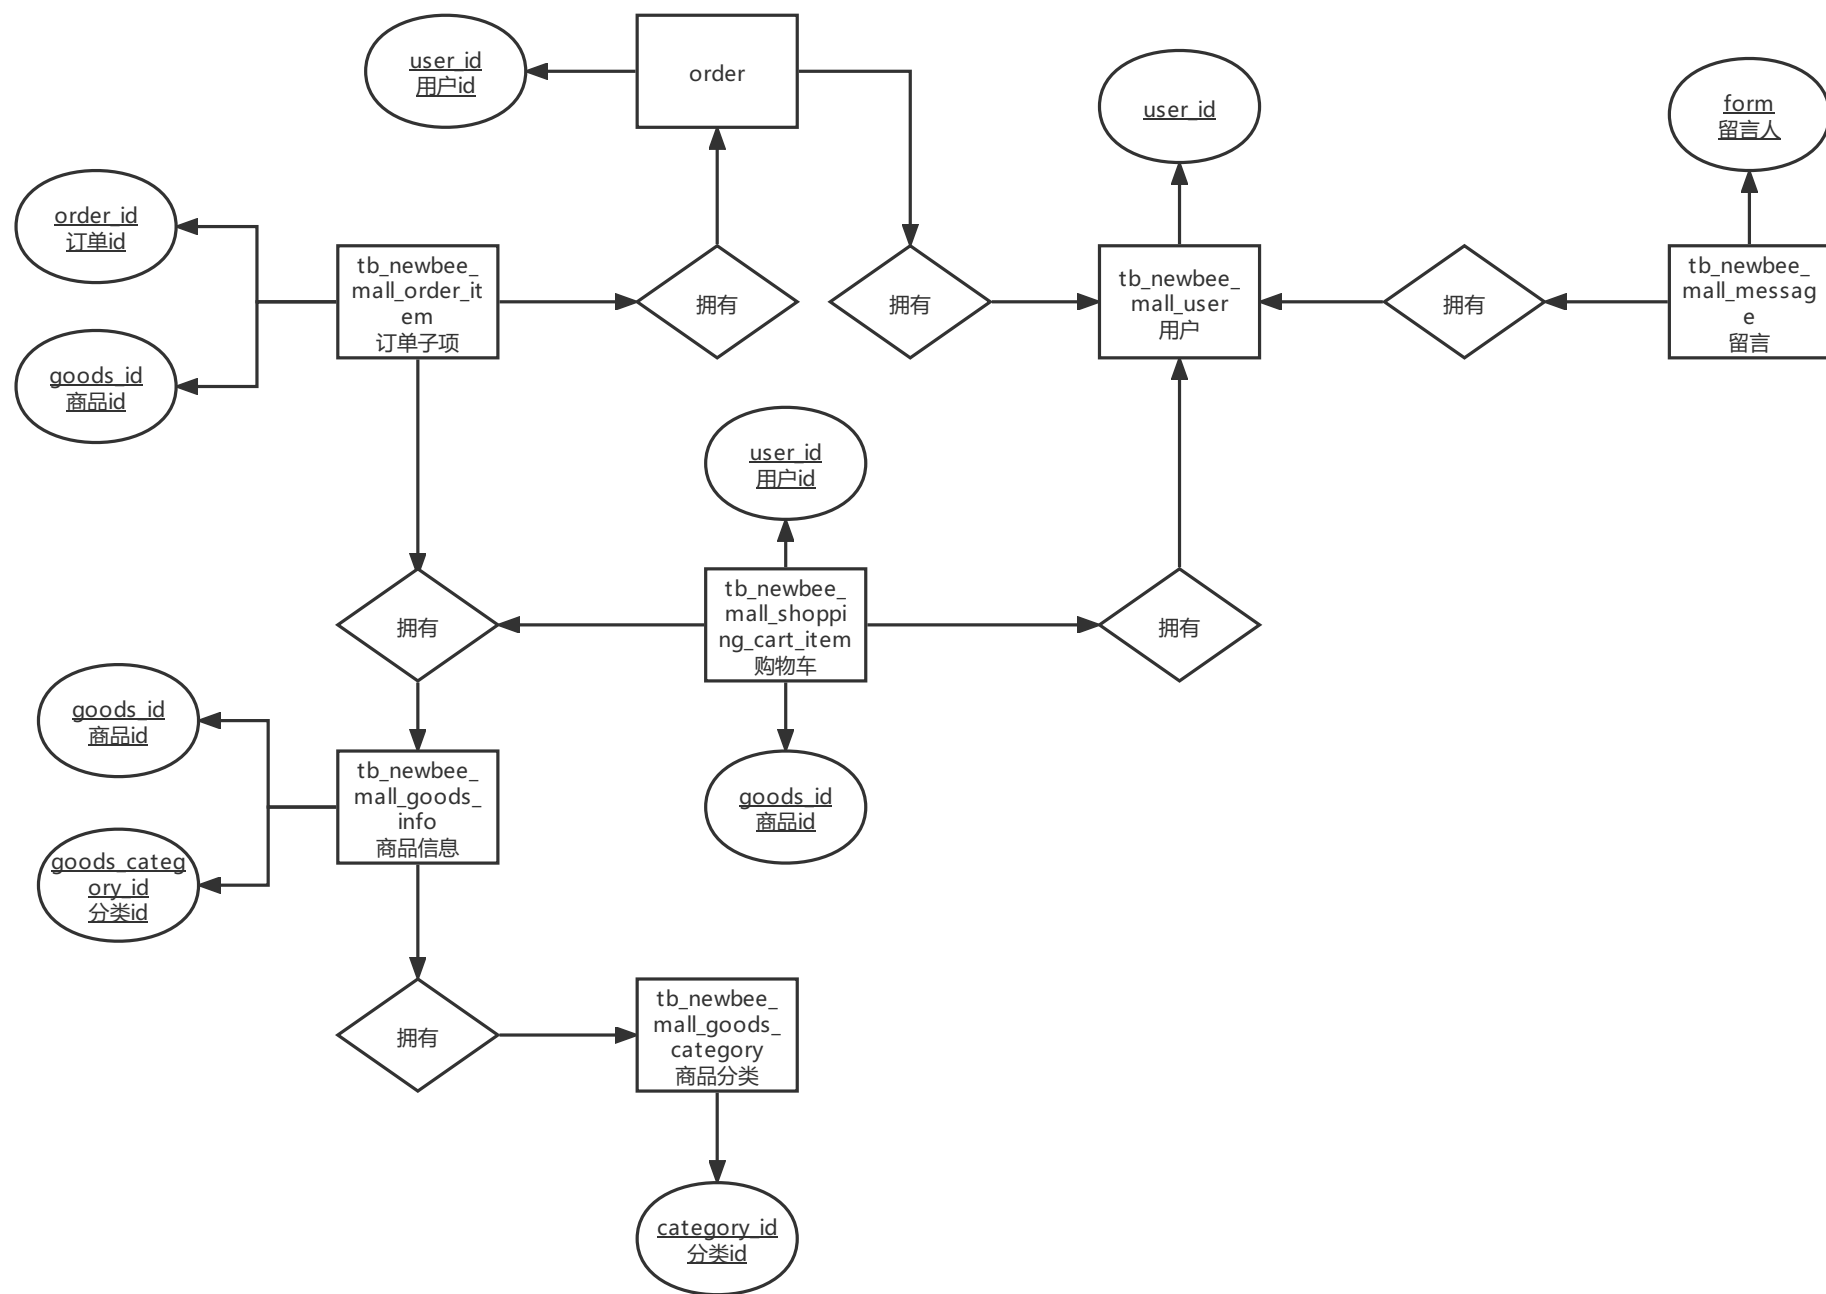 user_id
用户id
order
user_id
form
留言人
order_id
订单id
tb_newbee_
mall_order_it
em
订单子项
拥有
拥有
tb_newbee_
mall_user
用户
拥有
tb_newbee_
mall_messag
e
留言
goods_id
商品id
user_id
用户id
拥有
tb_newbee_
mall_shoppi
ng_cart_item
购物车
拥有
goods_id
商品id
tb_newbee_
mall_goods_
info
商品信息
goods_id
商品id
goods_categ
ory_id
分类id
拥有
tb_newbee_
mall_goods_
category
商品分类
category_id
分类id